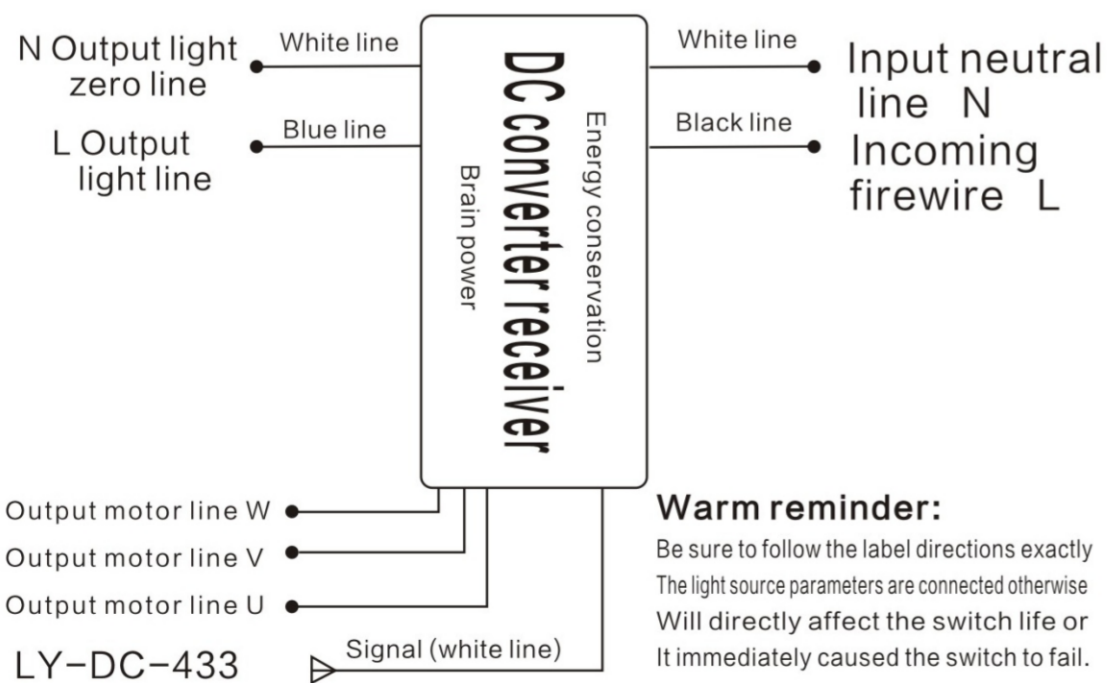 N Output light
zero line
White line
L Output
light line
Blue line
DC converter receiver
Energy conservation
Brain power
White line
Input neutral
line N
Black line
Incoming
firewire L
Output motor line W
Output motor line V
Output motor line U
LY-DC-433
Signal (white line)
Warm reminder:
Be sure to follow the label directions exactly
The light source parameters are connected otherwise
Will directly affect the switch life or
It immediately caused the switch to fail.